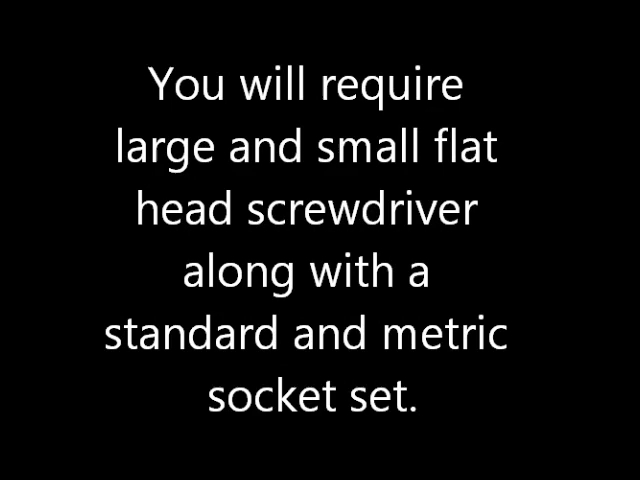 You will require
large and small flat
head screwdriver
along with a
standard and metric
socket set.